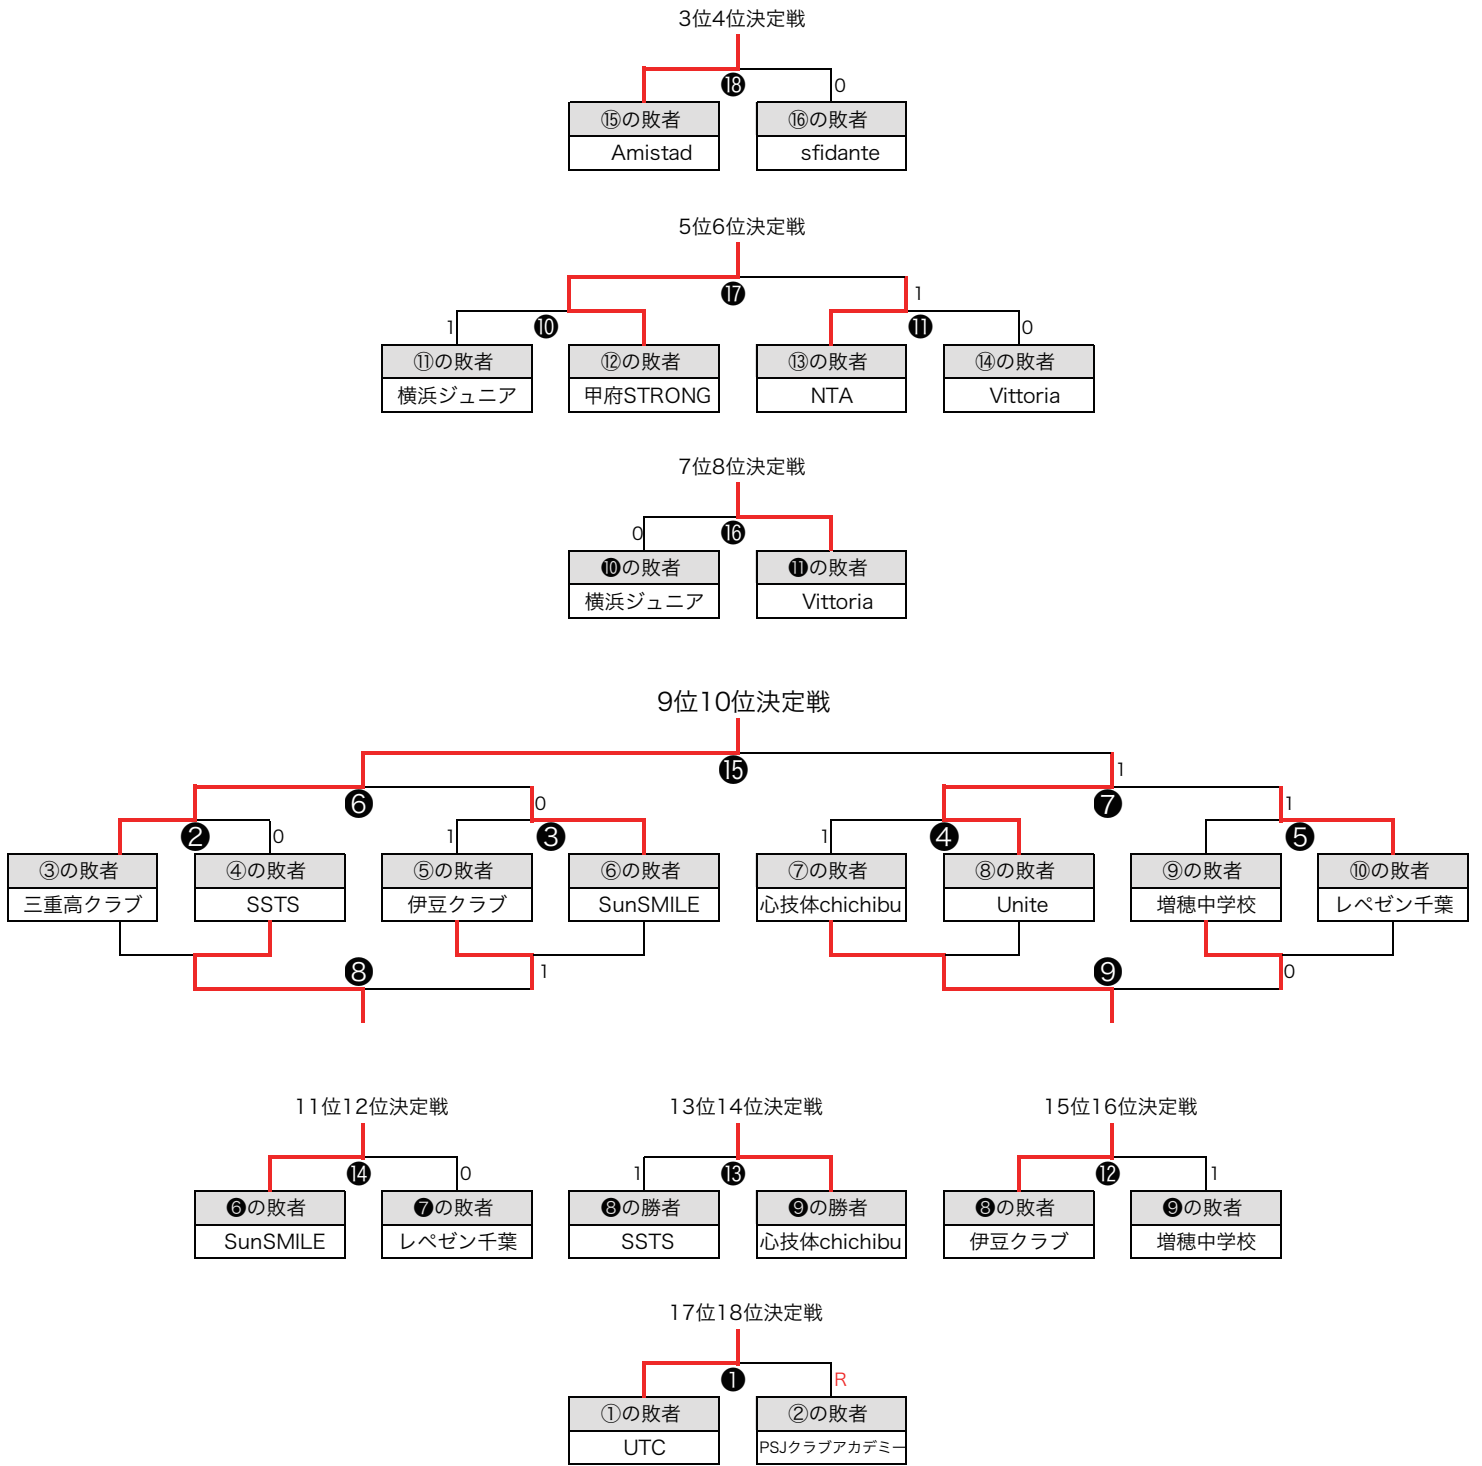 3位4位決定戦
⓲ 0
⑮の敗者 ⑯の敗者
Amistad sfidante
5位6位決定戦
⓱ 1
1 ❿ ⓫ 0
⑪の敗者 ⑫の敗者 ⑬の敗者 ⑭の敗者
横浜ジュニア 甲府STRONG NTA Vittoria
7位8位決定戦
0 ⓰
❿の敗者 ⓫の敗者
横浜ジュニア Vittoria
9位10位決定戦
⓯ 1
❻ 0 ❼ 1
❷ 0 1 ❸ 1 ❹ ❺
③の敗者 ④の敗者 ⑤の敗者 ⑥の敗者 ⑦の敗者 ⑧の敗者 ⑨の敗者 ⑩の敗者
三重高クラブ SSTS 伊豆クラブ SunSMILE 心技体chichibu Unite 増穂中学校 レペゼン千葉
❽ 1 ❾ 0
11位12位決定戦 13位14位決定戦 15位16位決定戦
⓮ 0 1 ⓭ ⓬ 1
❻の敗者 ❼の敗者 ❽の勝者 ❾の勝者 ❽の敗者 ❾の敗者
SunSMILE レペゼン千葉 SSTS 心技体chichibu 伊豆クラブ 増穂中学校
17位18位決定戦
❶ R
①の敗者 ②の敗者
UTC PSJクラブアカデミー